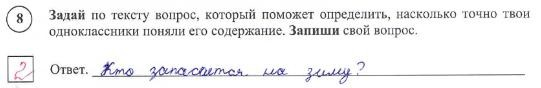 8 Задай по тексту вопрос, который поможет определить, насколько точно твои
одноклассники поняли его содержание. Запиши свой вопрос.
2 Ответ. Кто запасается на зиму?